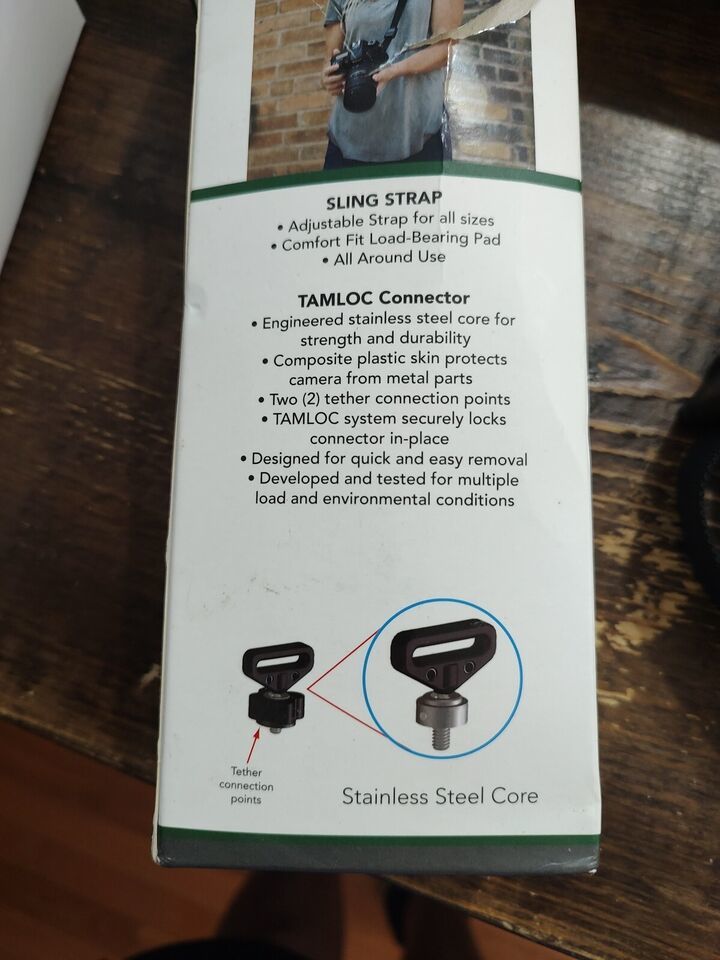 SLING STRAP
• Adjustable Strap for all sizes
• Comfort Fit Load-Bearing Pad
• All Around Use
TAMLOC Connector
• Engineered stainless steel core for
strength and durability
• Composite plastic skin protects
camera from metal parts
• Two (2) tether connection points
• TAMLOC system securely locks
connector in-place
• Designed for quick and easy removal
• Developed and tested for multiple
load and environmental conditions
Tether
connection
points
Stainless Steel Core